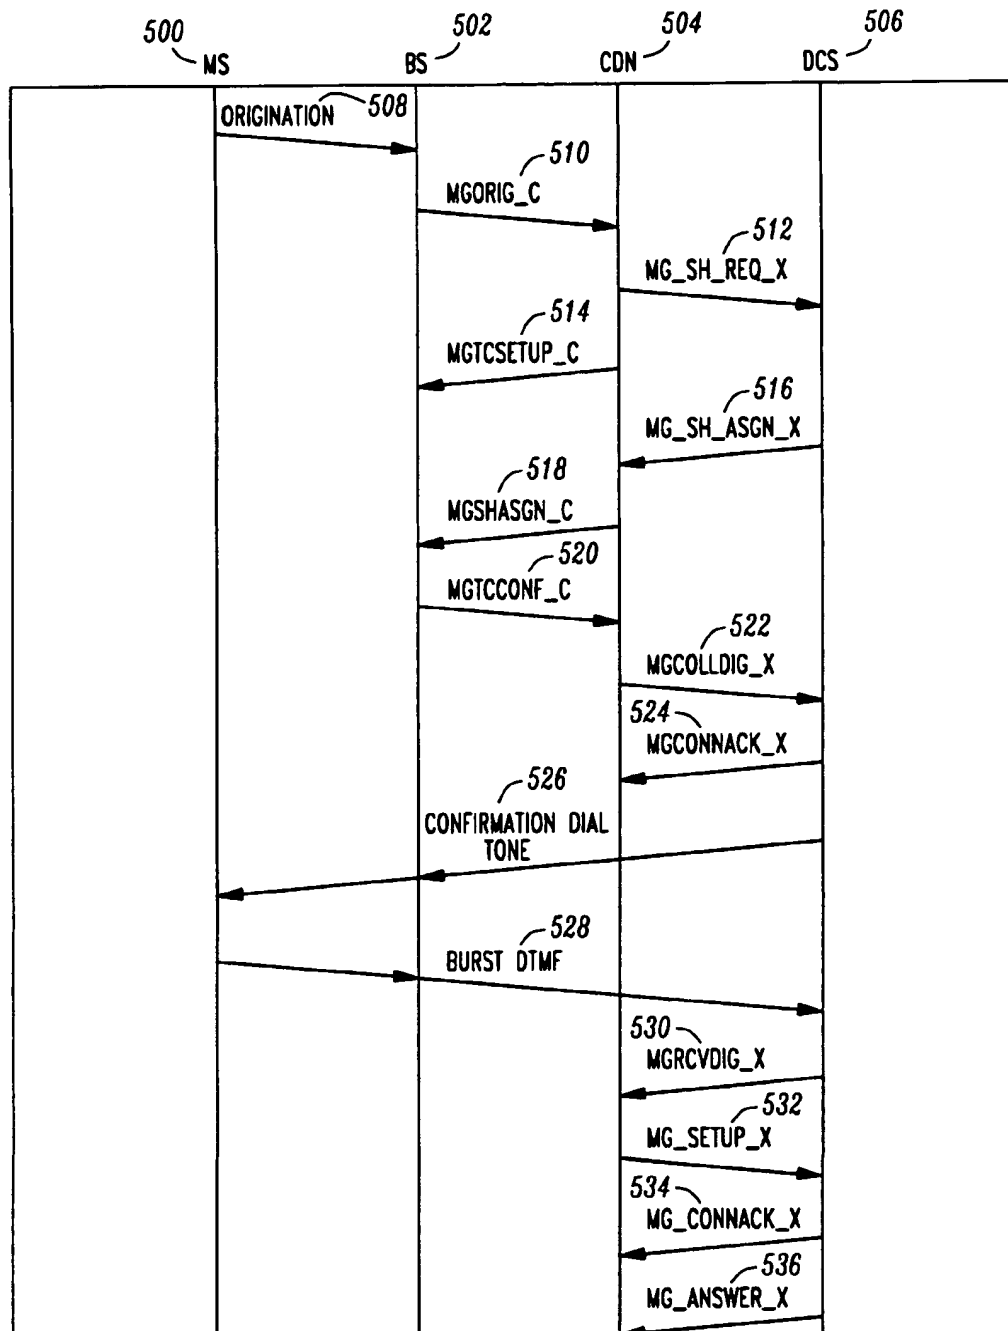 500 502 504 506
MS BS CDN DCS
ORIGINATION 508
510
MGORIG_C
512
MG_SH_REQ_X
514
MGTCSETUP_C
516
MG_SH_ASGN_X
518
MGSHASGN_C
520
MGTCCONF_C
522
MGCOLLDIG_X
524
MGCONNACK_X
526
CONFIRMATION DIAL
TONE
528
BURST DTMF
530
MGRCVDIG_X
532
MG_SETUP_X
534
MG_CONNACK_X
536
MG_ANSWER_X